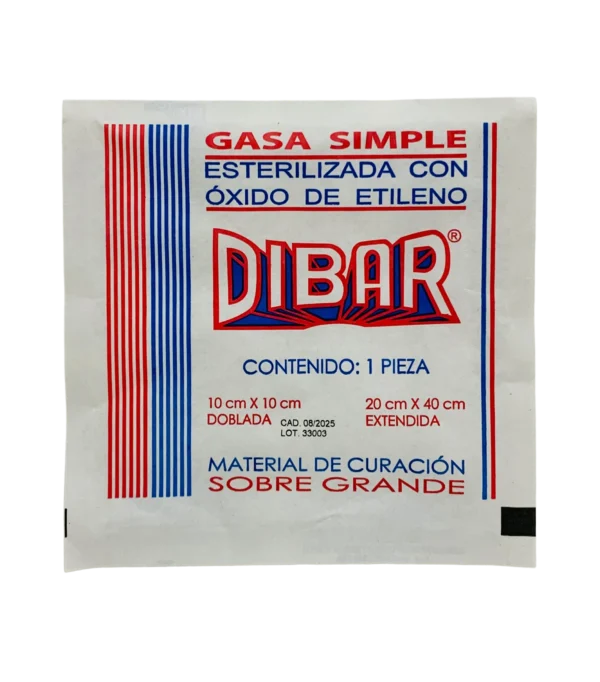 GASA SIMPLE
ESTERILIZADA CON
ÓXIDO DE ETILENO
DIBAR®
CONTENIDO: 1 PIEZA
10 cm X 10 cm
DOBLADA
CAD. 08/2025
LOT. 33003
20 cm X 40 cm
EXTENDIDA
MATERIAL DE CURACIÓN
SOBRE GRANDE